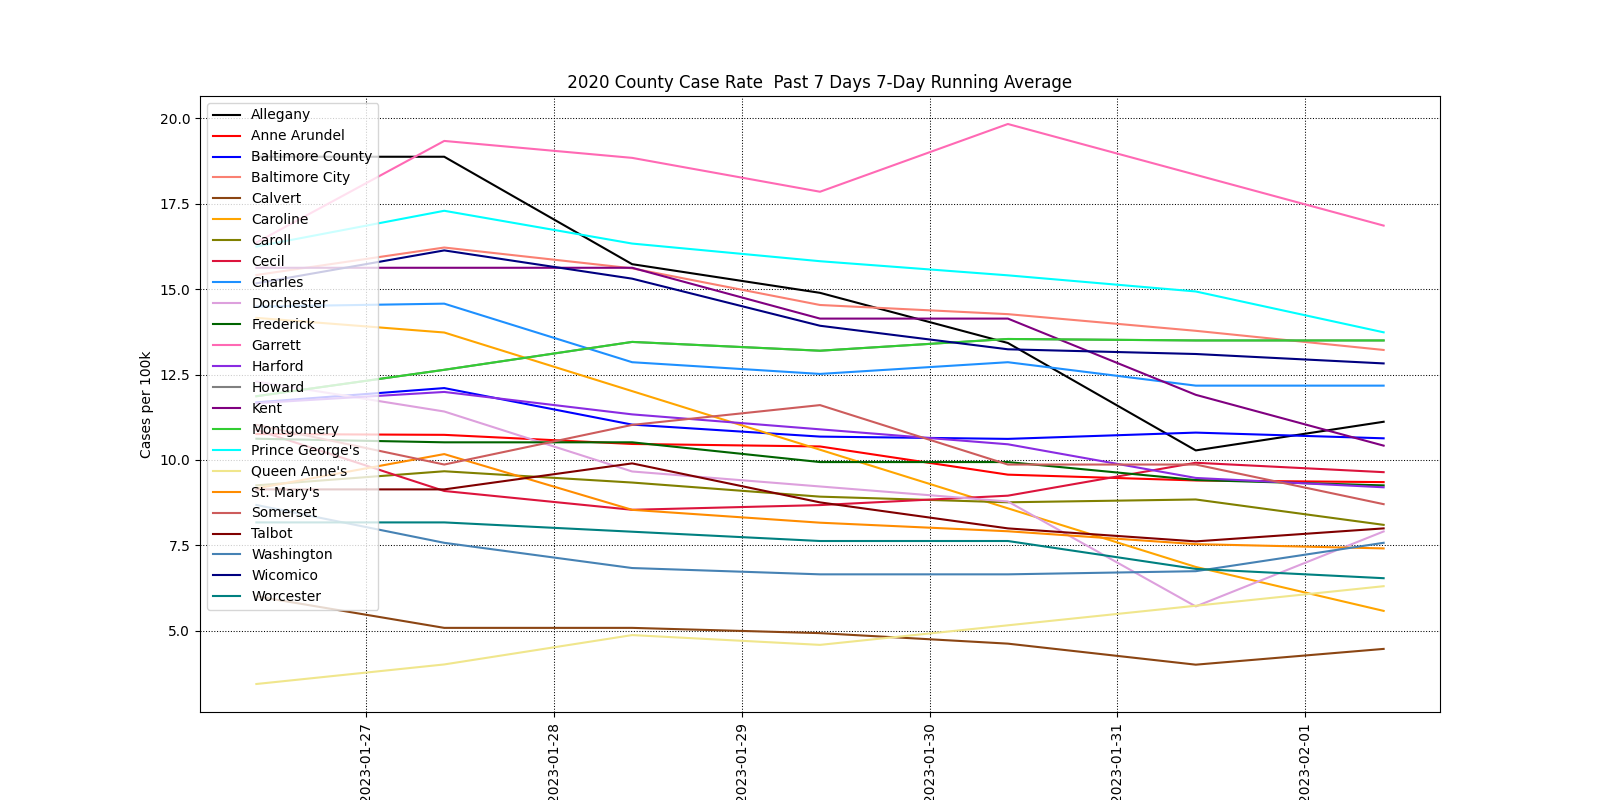 2020 County Case Rate  Past 7 Days 7-Day Running Average
Cases per 100k
20.0
17.5
15.0
12.5
10.0
7.5
5.0
Allegany
Anne Arundel
Baltimore County
Baltimore City
Calvert
Caroline
Caroll
Cecil
Charles
Dorchester
Frederick
Garrett
Harford
Howard
Kent
Montgomery
Prince George's
Queen Anne's
St. Mary's
Somerset
Talbot
Washington
Wicomico
Worcester
2023-01-27
2023-01-28
2023-01-29
2023-01-30
2023-01-31
2023-02-01